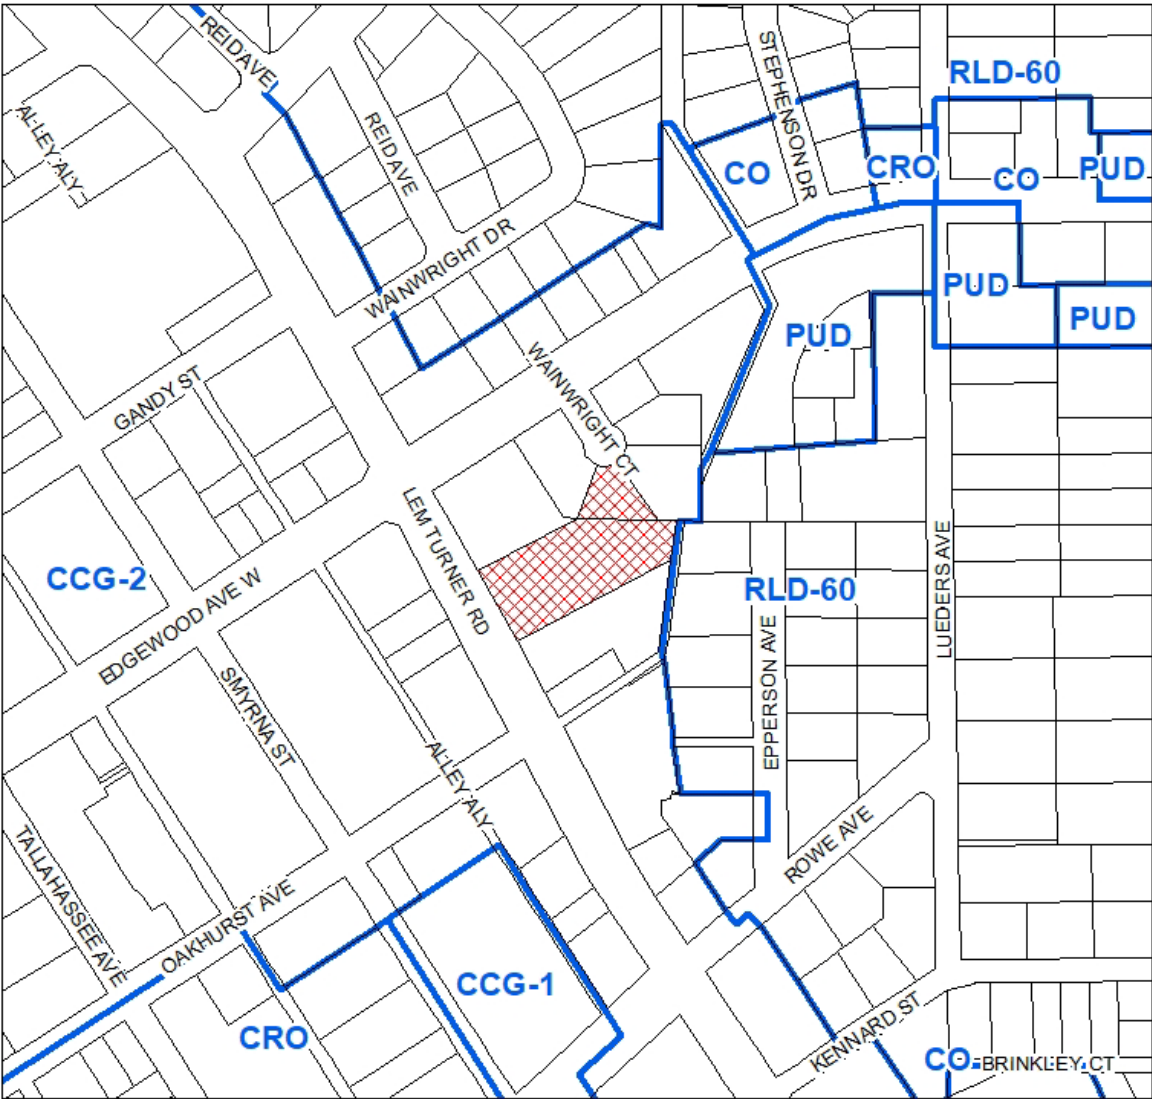 REID AVE
STEPHENSON DR
RLD-60
ALLEY ALY
REID AVE
CO
CRO
CO
PUD
WAINWRIGHT DR
PUD
PUD
PUD
WAINWRIGHT CT
GANDY ST
LEM TURNER RD
CCG-2
EDGEWOOD AVE W
RLD-60
LUEDERS AVE
EPPERSON AVE
SMYRNA ST
ALLEY ALY
TALLAHASSEE AVE
OAKHURST AVE
ROWE AVE
CCG-1
CRO
KENNARD ST
CO
BRINKLEY CT